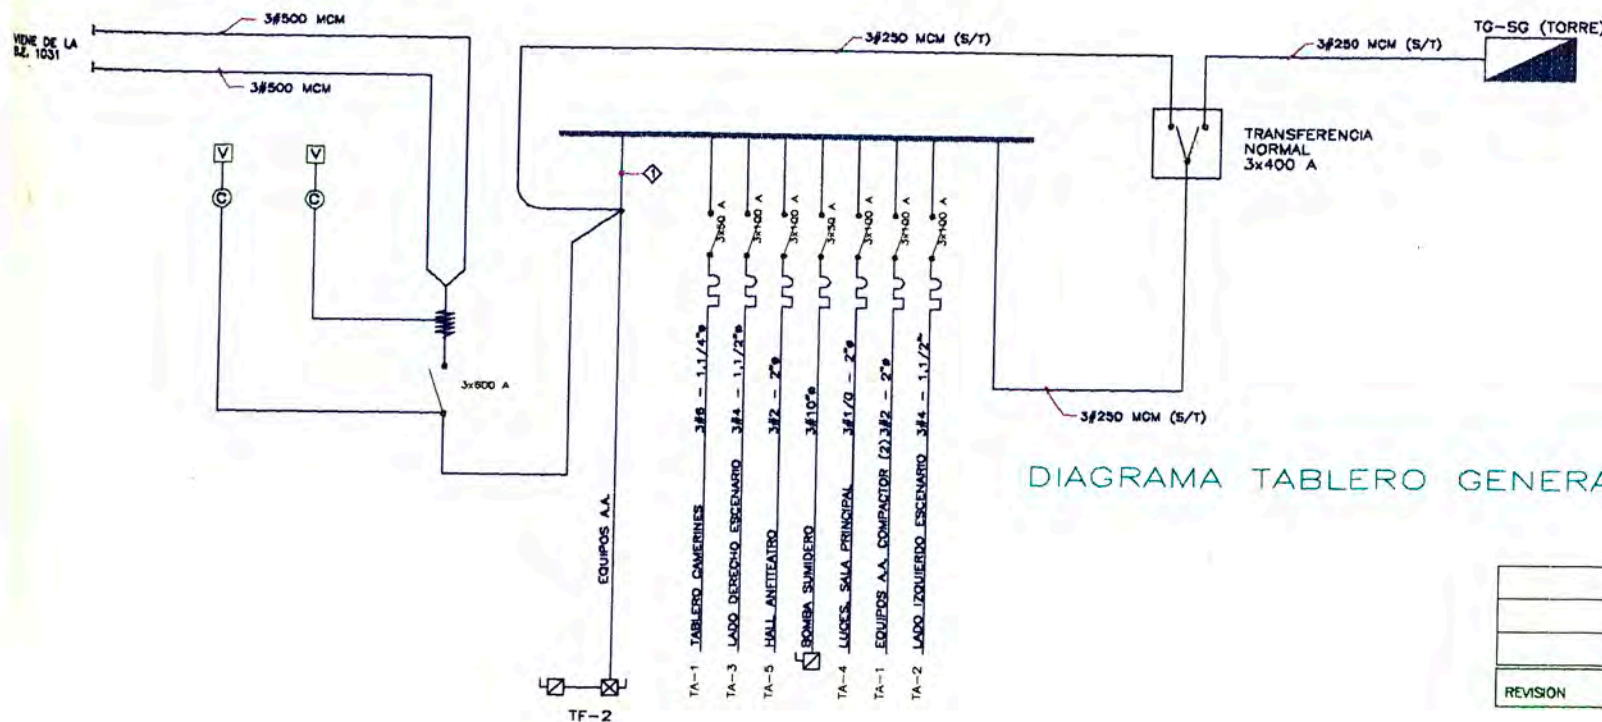 3#500 MCM
VIENE DE LA
S.E. 1031
3#500 MCM
3#250 MCM (S/T)
3#250 MCM (S/T)
TG-SG (TORRE)
TRANSFERENCIA
NORMAL
3x400 A
V
V
C
C
1
3x600 A
3#250 MCM (S/T)
EQUIPOS A.A.
TF-2
3x60 A
3#6 - 1.1/4"ø
TABLERO CAMERINES
TA-1
3x100 A
3#4 - 1.1/2"ø
LADO DERECHO ESCENARIO
TA-3
3x100 A
3#2 - 2"ø
HALL ANFITEATRO
TA-5
3x50 A
3#10"ø
BOMBA SUMIDERO
3x100 A
3#1/0 - 2"ø
LUCES. SALA PRINCIPAL
TA-4
3x100 A
EQUIPOS A.A. COMPACTOR (2) 3#2 - 2"ø
TA-1
3x100 A
3#4 - 1.1/2"
LADO IZQUIERDO ESCENARIO
TA-2
DIAGRAMA TABLERO GENERA
REVISION